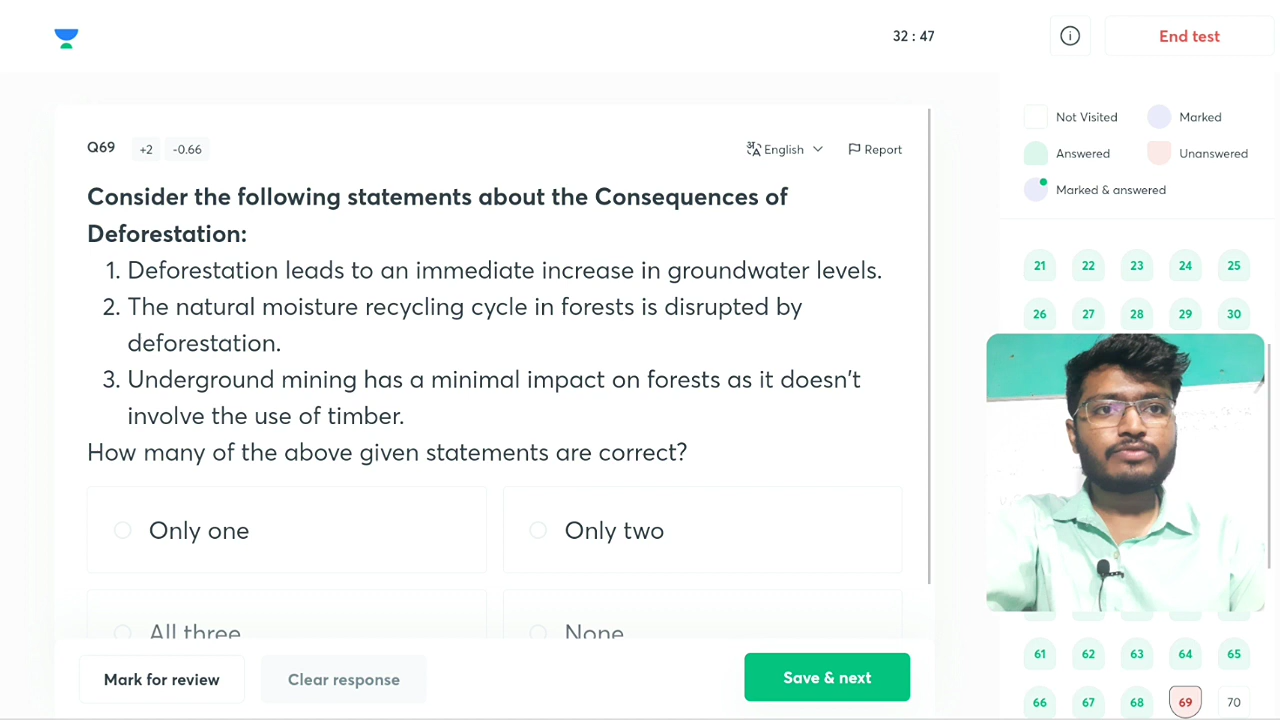 32 : 47
End test
Q69
+2
-0.66
English
Report
Consider the following statements about the Consequences of
Deforestation:
1. Deforestation leads to an immediate increase in groundwater levels.
2. The natural moisture recycling cycle in forests is disrupted by
deforestation.
3. Underground mining has a minimal impact on forests as it doesn't
involve the use of timber.
How many of the above given statements are correct?
Only one
Only two
All three
None
Mark for review
Clear response
Save & next
Not Visited
Marked
Answered
Unanswered
Marked & answered
21 22 23 24 25
26 27 28 29 30
61 62 63 64 65
66 67 68 69 70